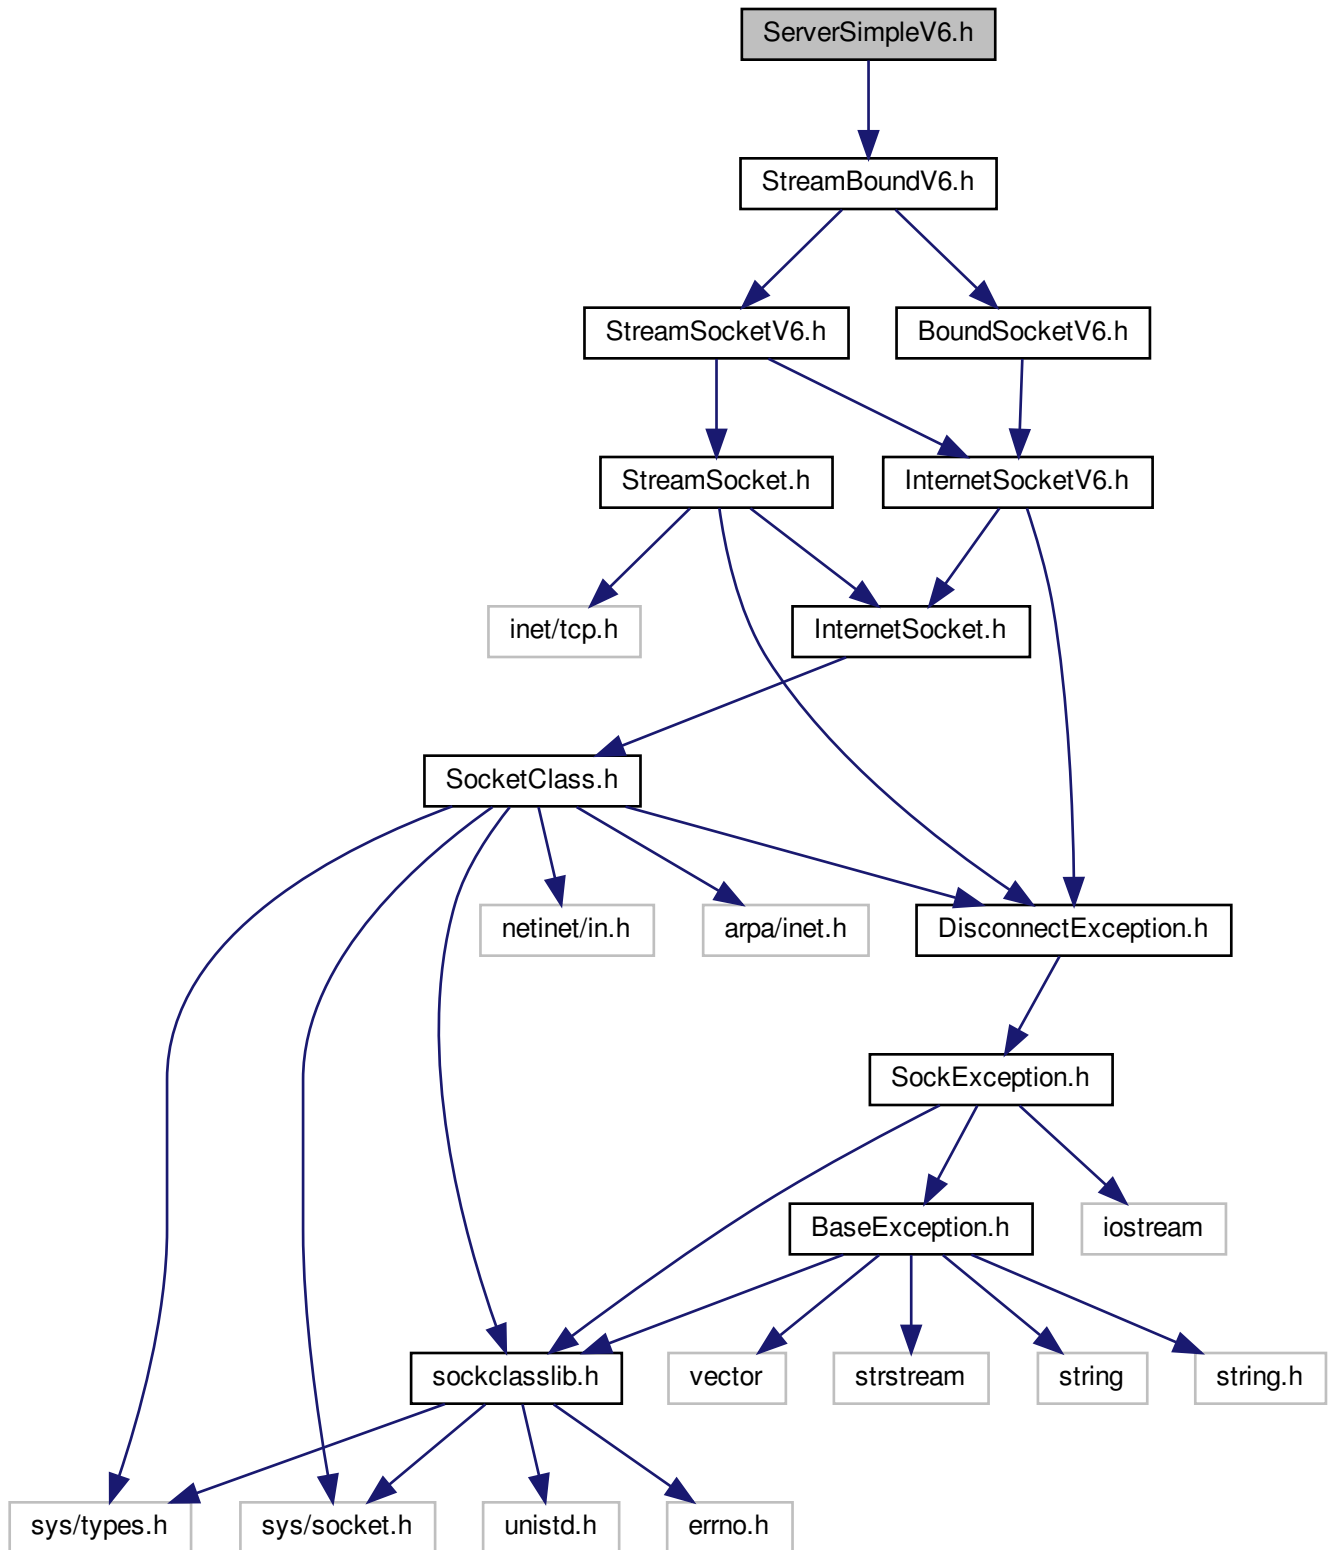 ServerSimpleV6.h
StreamBoundV6.h
StreamSocketV6.h
BoundSocketV6.h
StreamSocket.h
InternetSocketV6.h
inet/tcp.h
InternetSocket.h
SocketClass.h
netinet/in.h
arpa/inet.h
DisconnectException.h
SockException.h
BaseException.h
iostream
sockclasslib.h
vector
strstream
string
string.h
sys/types.h
sys/socket.h
unistd.h
errno.h